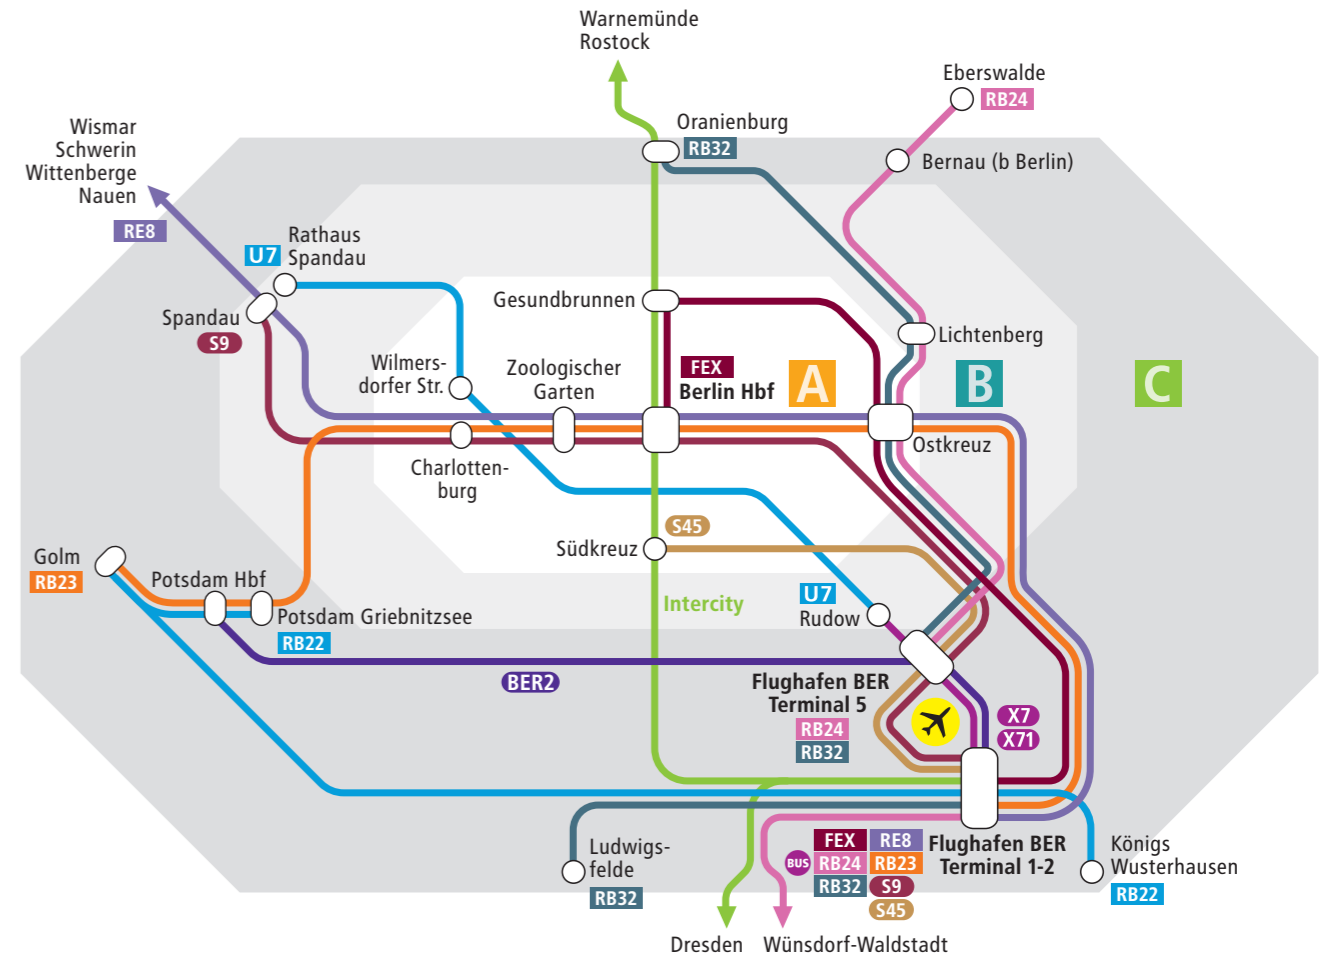 Warnemünde
Rostock
Eberswalde
RB24
Wismar
Schwerin
Wittenberge
Nauen
RE8
Oranienburg
RB32
Bernau (b Berlin)
Rathaus
U7 Spandau
Spandau
S9
Gesundbrunnen
Lichtenberg
Wilmers-
dorfer Str.
Zoologischer
Garten
FEX
Berlin Hbf
A
B
C
Charlotten-
burg
Ostkreuz
S45
Südkreuz
Golm
RB23
Potsdam Hbf
Potsdam Griebnitzsee
RB22
Intercity
U7
Rudow
BER2
Flughafen BER
Terminal 5
RB24
RB32
X7
X71
Ludwigs-
felde
RB32
FEX RE8
BUS RB24 RB23
RB32 S9
S45
Flughafen BER
Terminal 1-2
Königs
Wusterhausen
RB22
Dresden
Wünsdorf-Waldstadt